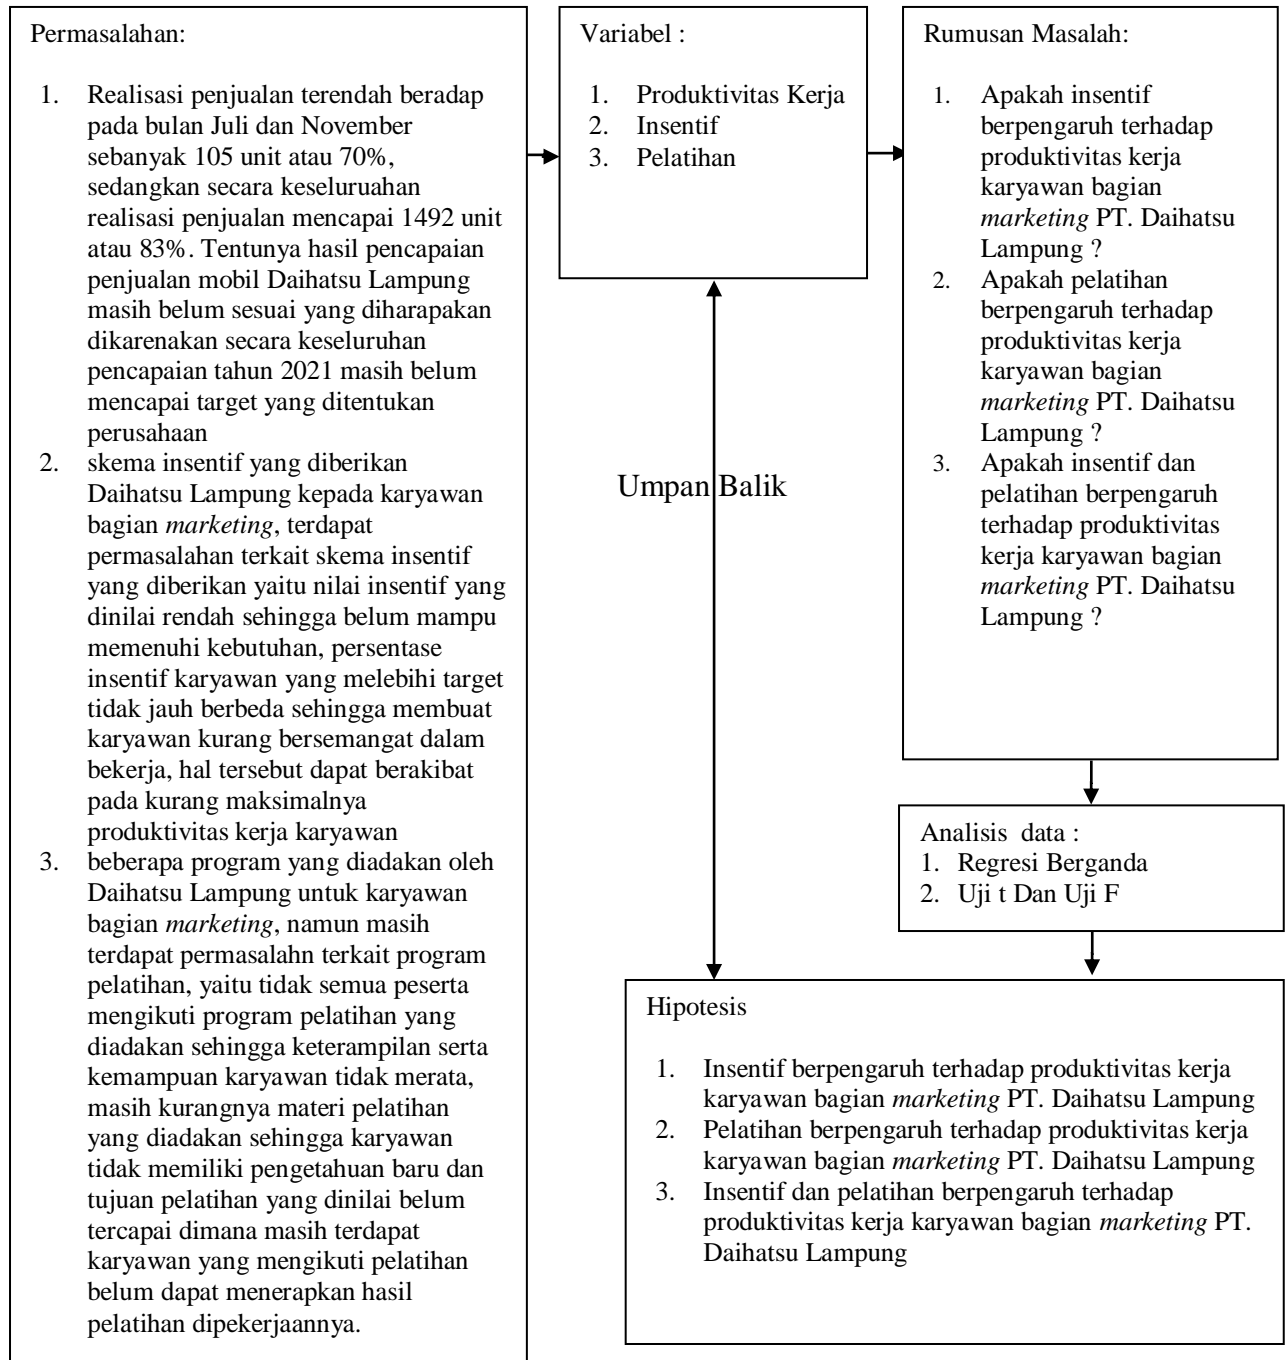 Permasalahan:
1. Realisasi penjualan terendah beradap
pada bulan Juli dan November
sebanyak 105 unit atau 70%,
sedangkan secara keseluruahan
realisasi penjualan mencapai 1492 unit
atau 83%. Tentunya hasil pencapaian
penjualan mobil Daihatsu Lampung
masih belum sesuai yang diharapakan
dikarenakan secara keseluruhan
pencapaian tahun 2021 masih belum
mencapai target yang ditentukan
perusahaan
2. skema insentif yang diberikan
Daihatsu Lampung kepada karyawan
bagian marketing, terdapat
permasalahan terkait skema insentif
yang diberikan yaitu nilai insentif yang
dinilai rendah sehingga belum mampu
memenuhi kebutuhan, persentase
insentif karyawan yang melebihi target
tidak jauh berbeda sehingga membuat
karyawan kurang bersemangat dalam
bekerja, hal tersebut dapat berakibat
pada kurang maksimalnya
produktivitas kerja karyawan
3. beberapa program yang diadakan oleh
Daihatsu Lampung untuk karyawan
bagian marketing, namun masih
terdapat permasalahn terkait program
pelatihan, yaitu tidak semua peserta
mengikuti program pelatihan yang
diadakan sehingga keterampilan serta
kemampuan karyawan tidak merata,
masih kurangnya materi pelatihan
yang diadakan sehingga karyawan
tidak memiliki pengetahuan baru dan
tujuan pelatihan yang dinilai belum
tercapai dimana masih terdapat
karyawan yang mengikuti pelatihan
belum dapat menerapkan hasil
pelatihan dipekerjaannya.
Variabel :
1. Produktivitas Kerja
2. Insentif
3. Pelatihan
Umpan Balik
Rumusan Masalah:
1. Apakah insentif
berpengaruh terhadap
produktivitas kerja
karyawan bagian
marketing PT. Daihatsu
Lampung ?
2. Apakah pelatihan
berpengaruh terhadap
produktivitas kerja
karyawan bagian
marketing PT. Daihatsu
Lampung ?
3. Apakah insentif dan
pelatihan berpengaruh
terhadap produktivitas
kerja karyawan bagian
marketing PT. Daihatsu
Lampung ?
Analisis data :
1. Regresi Berganda
2. Uji t Dan Uji F
Hipotesis
1. Insentif berpengaruh terhadap produktivitas kerja
karyawan bagian marketing PT. Daihatsu Lampung
2. Pelatihan berpengaruh terhadap produktivitas kerja
karyawan bagian marketing PT. Daihatsu Lampung
3. Insentif dan pelatihan berpengaruh terhadap
produktivitas kerja karyawan bagian marketing PT.
Daihatsu Lampung